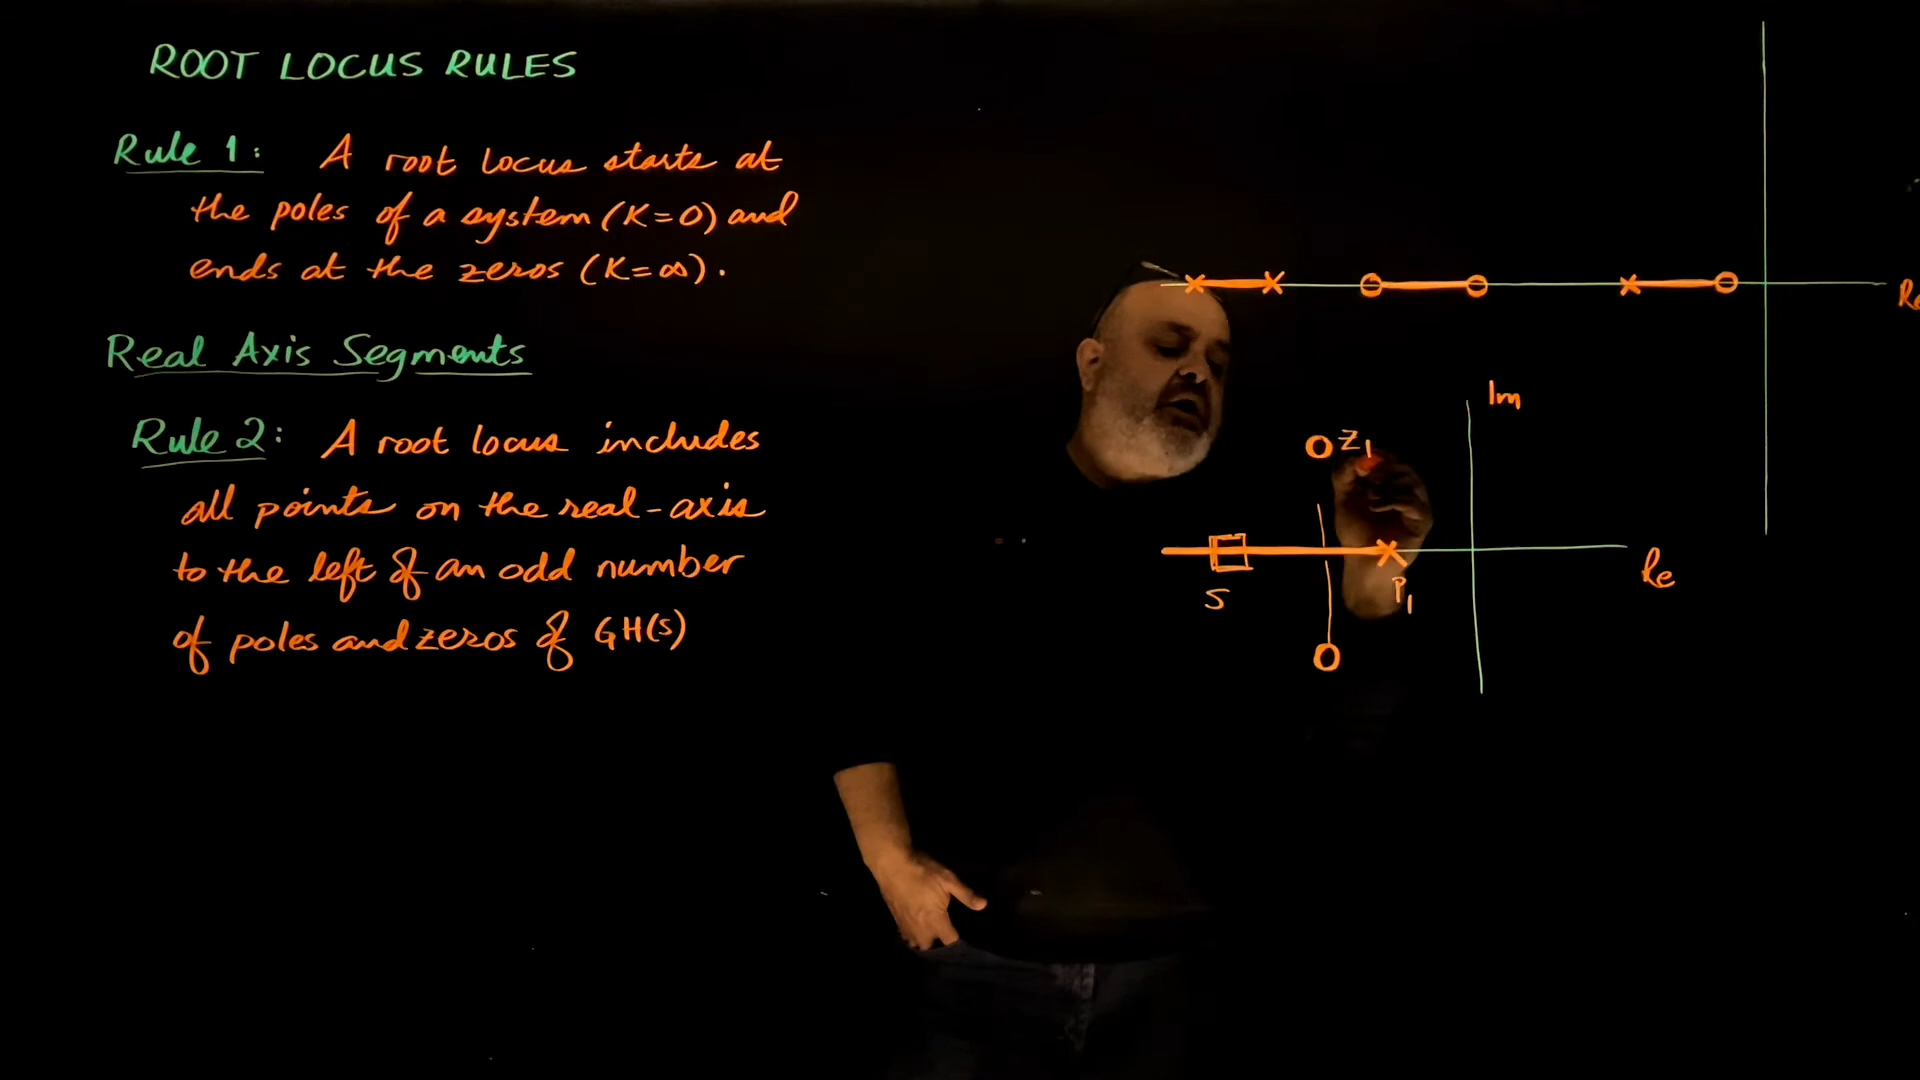 ROOT LOCUS RULES
Rule 1: A root locus starts at
the poles of a system (K=0) and
ends at the zeros (K=∞).
Real Axis Segments
Rule 2: A root locus includes
all points on the real-axis
to the left of an odd number
of poles and zeros of GH(s)
Re
Im
Z1
Re
P1
S